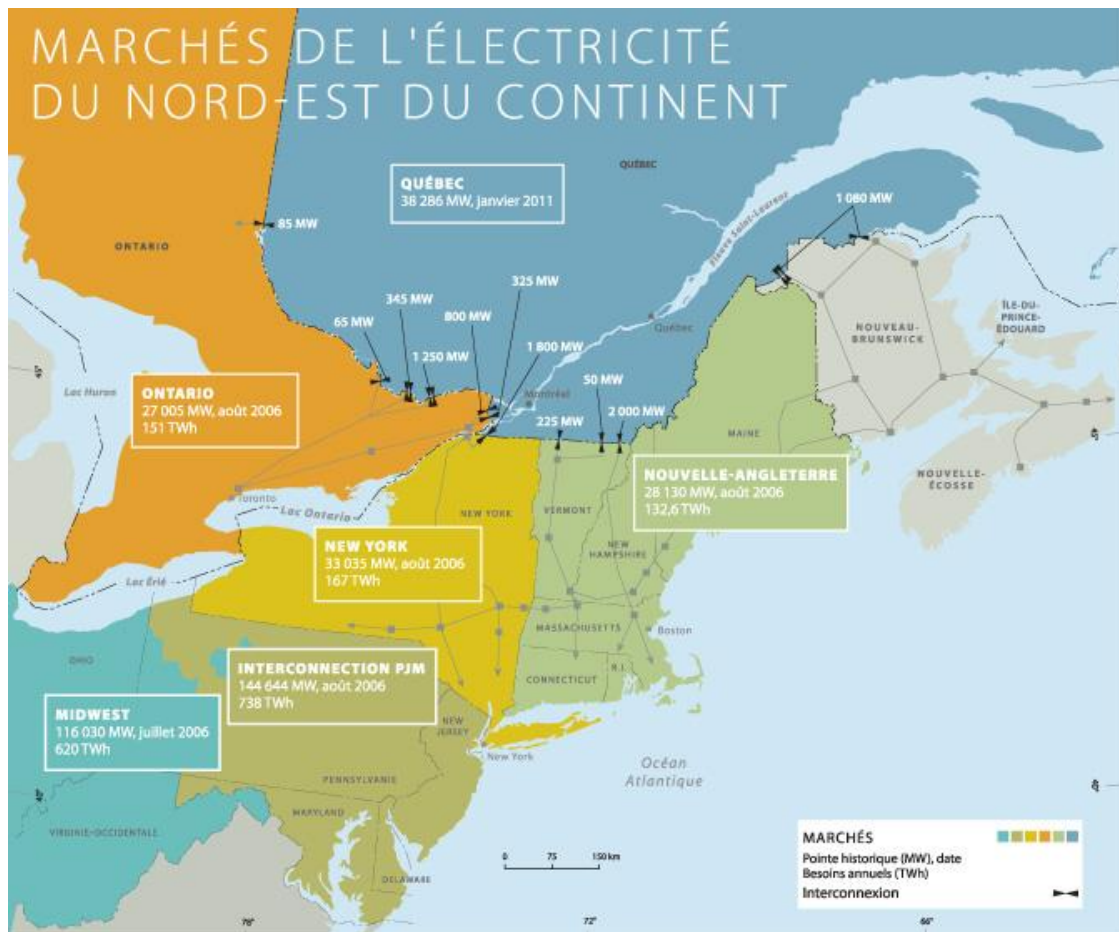 MARCHÉS DE L'ÉLECTRICITÉ
DU NORD-EST DU CONTINENT
QUÉBEC
38 286 MW, janvier 2011
QUÉBEC
1 080 MW
Fleuve Saint-Laurent
85 MW
ONTARIO
325 MW
345 MW
800 MW
65 MW
1 250 MW
1 800 MW
Québec
NOUVEAU-
BRUNSWICK
ÎLE-DU-
PRINCE-
ÉDOUARD
45°
Lac Huron
ONTARIO
27 005 MW, août 2006
151 TWh
Montréal
50 MW
225 MW
2 000 MW
MAINE
NOUVELLE-
ÉCOSSE
NOUVELLE-ANGLETERRE
28 130 MW, août 2006
132,6 TWh
Toronto
Lac Ontario
NEW YORK
VERMONT
NEW
HAMPSHIRE
NEW YORK
33 035 MW, août 2006
167 TWh
Lac Érié
MASSACHUSETTS
Boston
OHIO
INTERCONNECTION PJM
144 644 MW, août 2006
738 TWh
CONNECTICUT
R.I.
MIDWEST
116 030 MW, juillet 2006
620 TWh
NEW
JERSEY
New York
Océan
Atlantique
PENNSYLVANIE
40°
MARYLAND
VIRGINIE-OCCIDENTALE
DELAWARE
0 75 150 km
MARCHÉS
Pointe historique (MW), date
Besoins annuels (TWh)
Interconnexion
76°
72°
66°